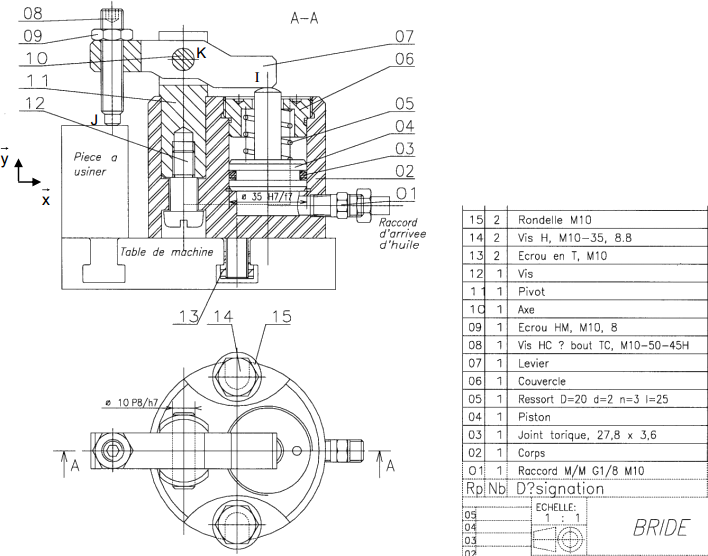 08
A-A
09
07
K
10
06
I
11
05
12
04
J
03
y
Piece a
usiner
02
x
ø 35 H7/f7
01
Raccord
d'arrivee
d'huile
Table de machine
13
14
15
ø 10 P8/h7
A
A
15 2 Rondelle M10
14 2 Vis H, M10-35, 8.8
13 2 Ecrou en T, M10
12 1 Vis
11 1 Pivot
10 1 Axe
09 1 Ecrou HM, M10, 8
08 1 Vis HC ? bout TC, M10-50-45H
07 1 Levier
06 1 Couvercle
05 1 Ressort D=20 d=2 n=3 l=25
04 1 Piston
03 1 Joint torique, 27,8 x 3,6
02 1 Corps
01 1 Raccord M/M G1/8 M10
Rp Nb D?signation
05
ECHELLE:
1 : 1
04
BRIDE
03
02